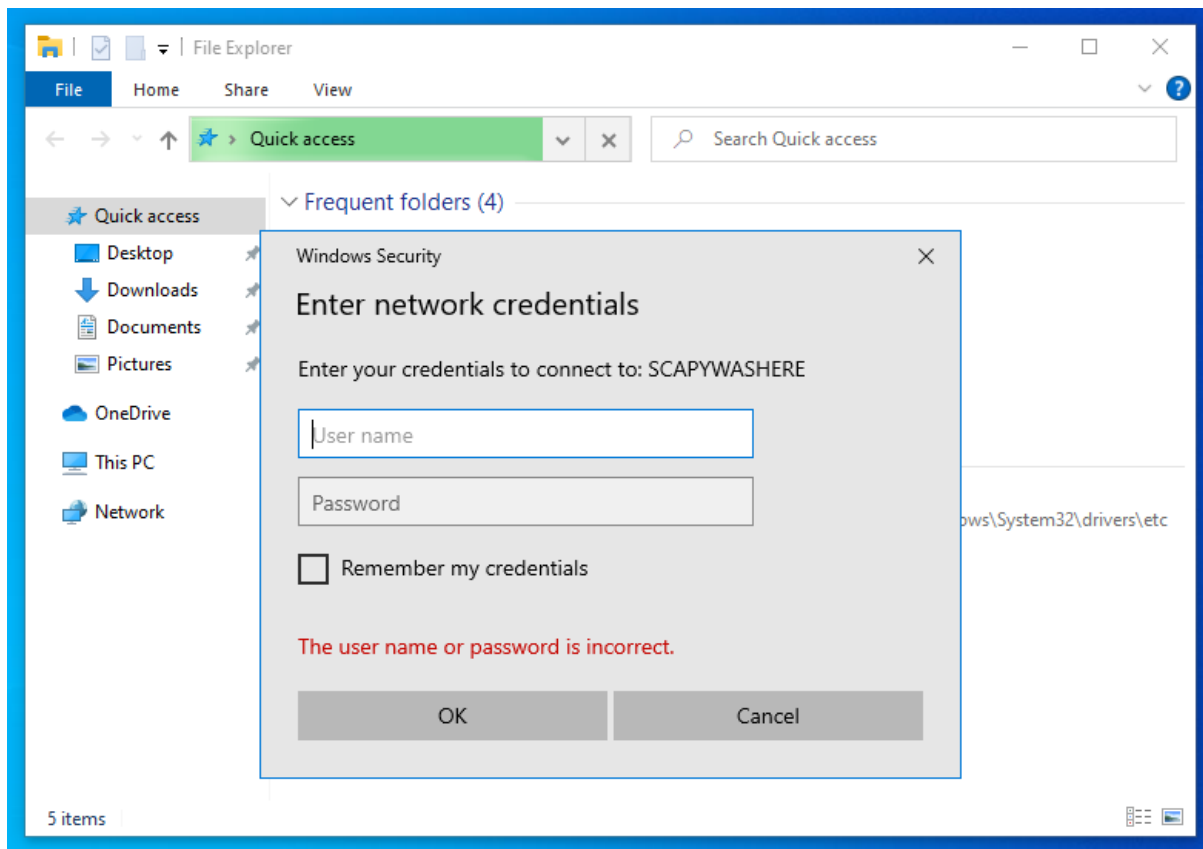 File Explorer
File Home Share View
Quick access Search Quick access
Frequent folders (4)
Quick access
Desktop
Downloads
Documents
Pictures
OneDrive
This PC
Network
Windows Security
Enter network credentials
Enter your credentials to connect to: SCAPYWASHERE
User name
Password
Remember my credentials
The user name or password is incorrect.
OK Cancel
\System32\drivers\etc
5 items